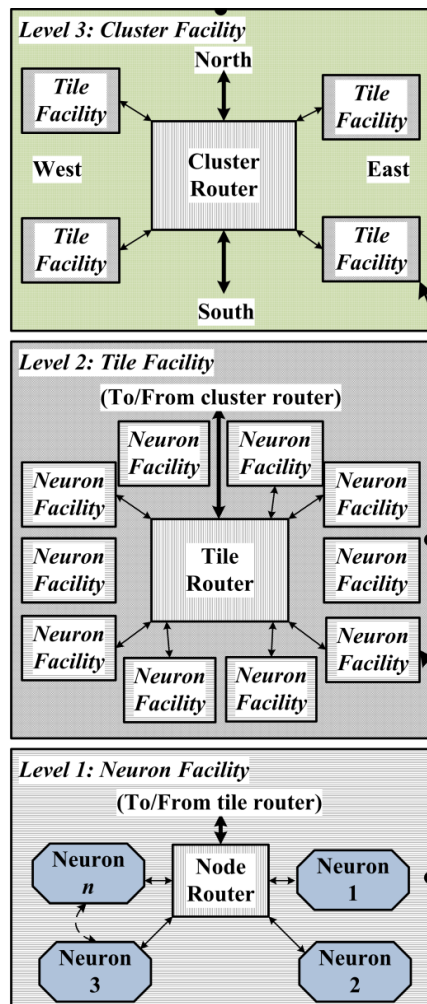 Level 3: Cluster Facility
North
Tile
Facility
Tile
Facility
West
Cluster
Router
East
Tile
Facility
Tile
Facility
South
Level 2: Tile Facility
(To/From cluster router)
Neuron
Facility
Neuron
Facility
Neuron
Facility
Neuron
Facility
Neuron
Facility
Tile
Router
Neuron
Facility
Neuron
Facility
Neuron
Facility
Neuron
Facility
Neuron
Facility
Level 1: Neuron Facility
(To/From tile router)
Neuron
n
Node
Router
Neuron
1
Neuron
3
Neuron
2